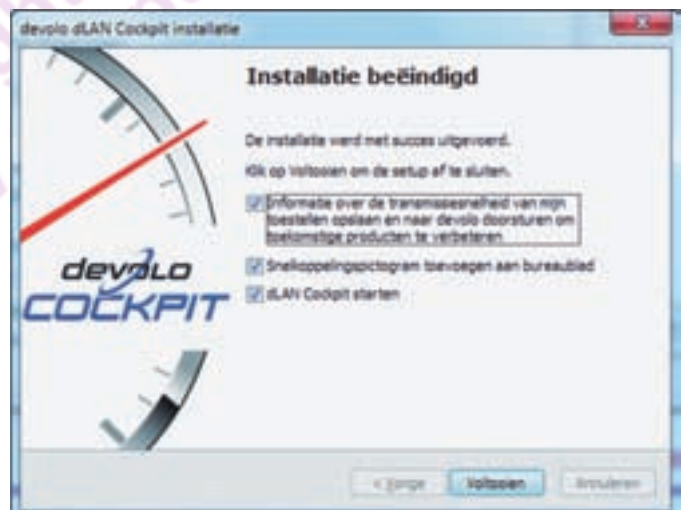 devolo dLAN Cockpit installatie
Installatie beëindigd
De installatie werd met succes uitgevoerd.
Klik op Voltooien om de setup af te sluiten.
Informatie over de transmissiesnelheid van mijn
toestellen opslaan en naar devolo doorsturen om
toekomstige producten te verbeteren
Snelkoppelingspictogram toevoegen aan bureaublad
dLAN Cockpit starten
devolo
COCKPIT
< Vorige
Voltooien
Annuleren